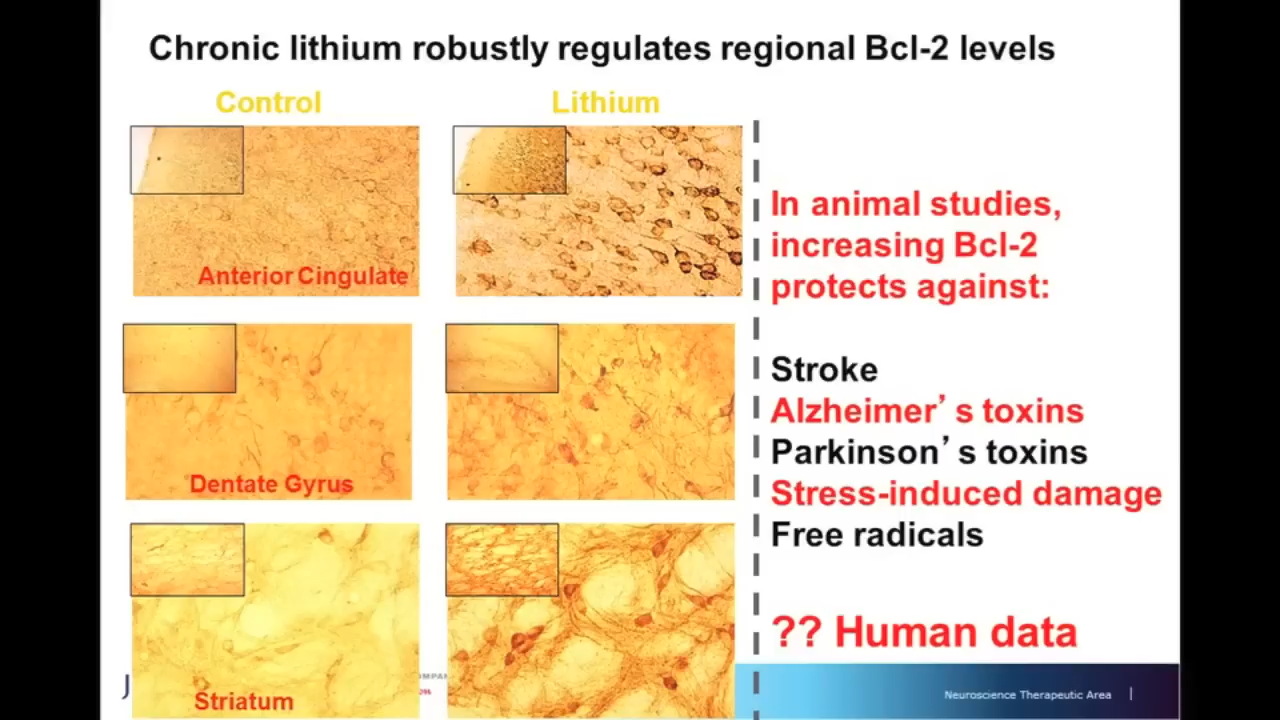 Chronic lithium robustly regulates regional Bcl-2 levels
Control
Lithium
Anterior Cingulate
Dentate Gyrus
Striatum
In animal studies,
increasing Bcl-2
protects against:
Stroke
Alzheimer’s toxins
Parkinson’s toxins
Stress-induced damage
Free radicals
?? Human data
J
Neuroscience Therapeutic Area